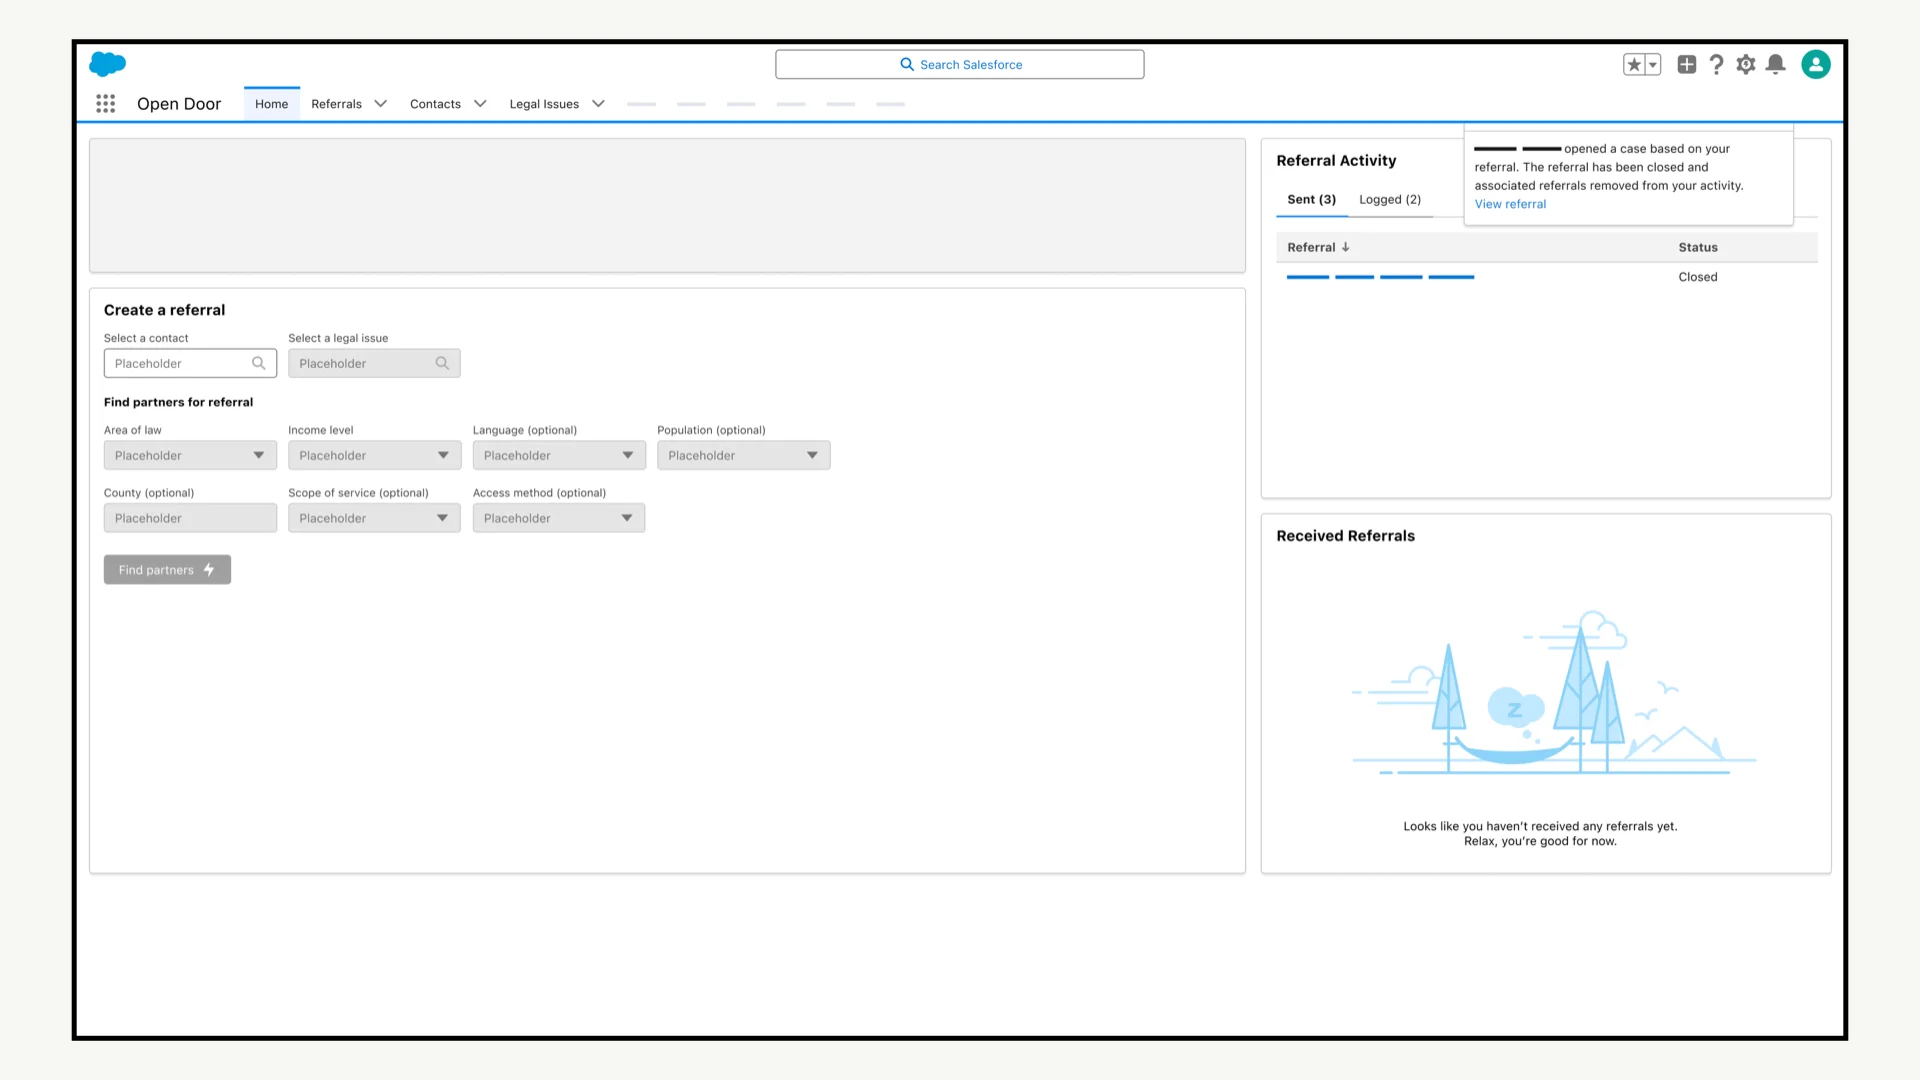 Search Salesforce
Open Door
Home
Referrals
Contacts
Legal Issues
Referral Activity
opened a case based on your
referral. The referral has been closed and
associated referrals removed from your activity.
View referral
Sent (3)
Logged (2)
Referral
Status
Closed
Create a referral
Select a contact
Select a legal issue
Placeholder
Placeholder
Find partners for referral
Area of law
Income level
Language (optional)
Population (optional)
Placeholder
Placeholder
Placeholder
Placeholder
County (optional)
Scope of service (optional)
Access method (optional)
Placeholder
Placeholder
Placeholder
Find partners
Received Referrals
Z
Looks like you haven’t received any referrals yet.
Relax, you’re good for now.